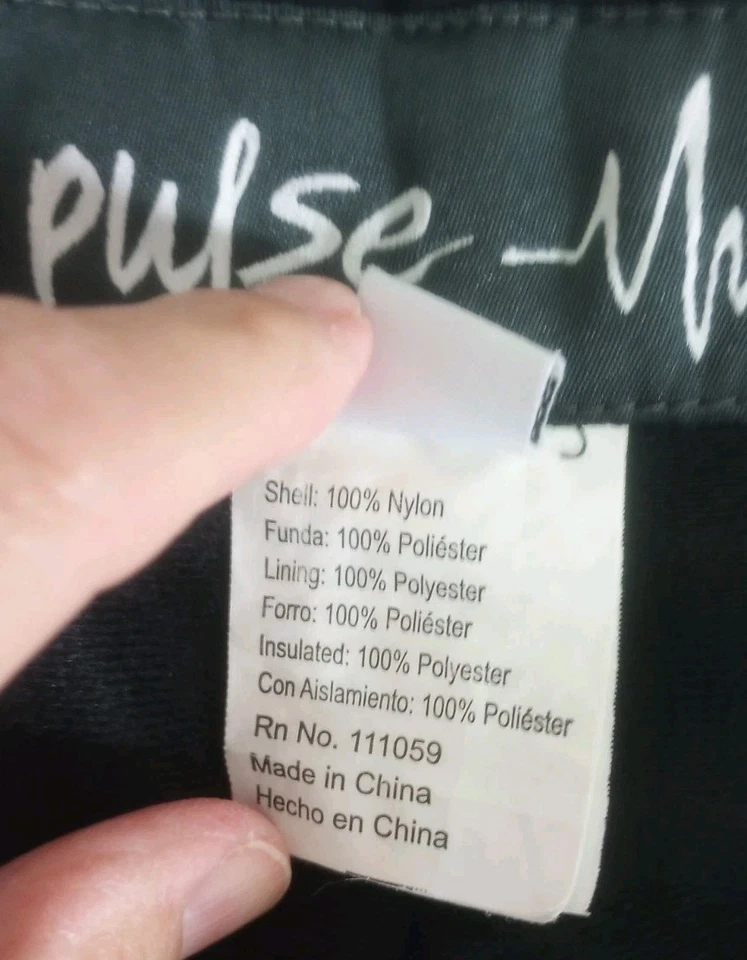 pulse
Shell: 100% Nylon
Funda: 100% Poliéster
Lining: 100% Polyester
Forro: 100% Poliéster
Insulated: 100% Polyester
Con Aislamiento: 100% Poliéster
Rn No. 111059
Made in China
Hecho en China